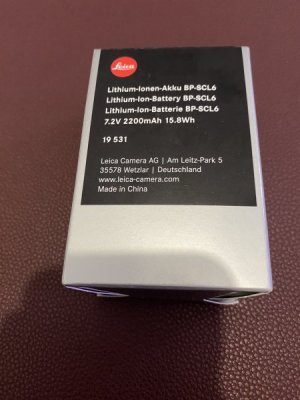 Leica
Lithium-Ionen-Akku BP-SCL6
Lithium-Ion-Battery BP-SCL6
Lithium-Ion-Batterie BP-SCL6
7.2V 2200mAh 15.8Wh
19 531
Leica Camera AG | Am Leitz-Park 5
35578 Wetzlar | Deutschland
www.leica-camera.com
Made in China